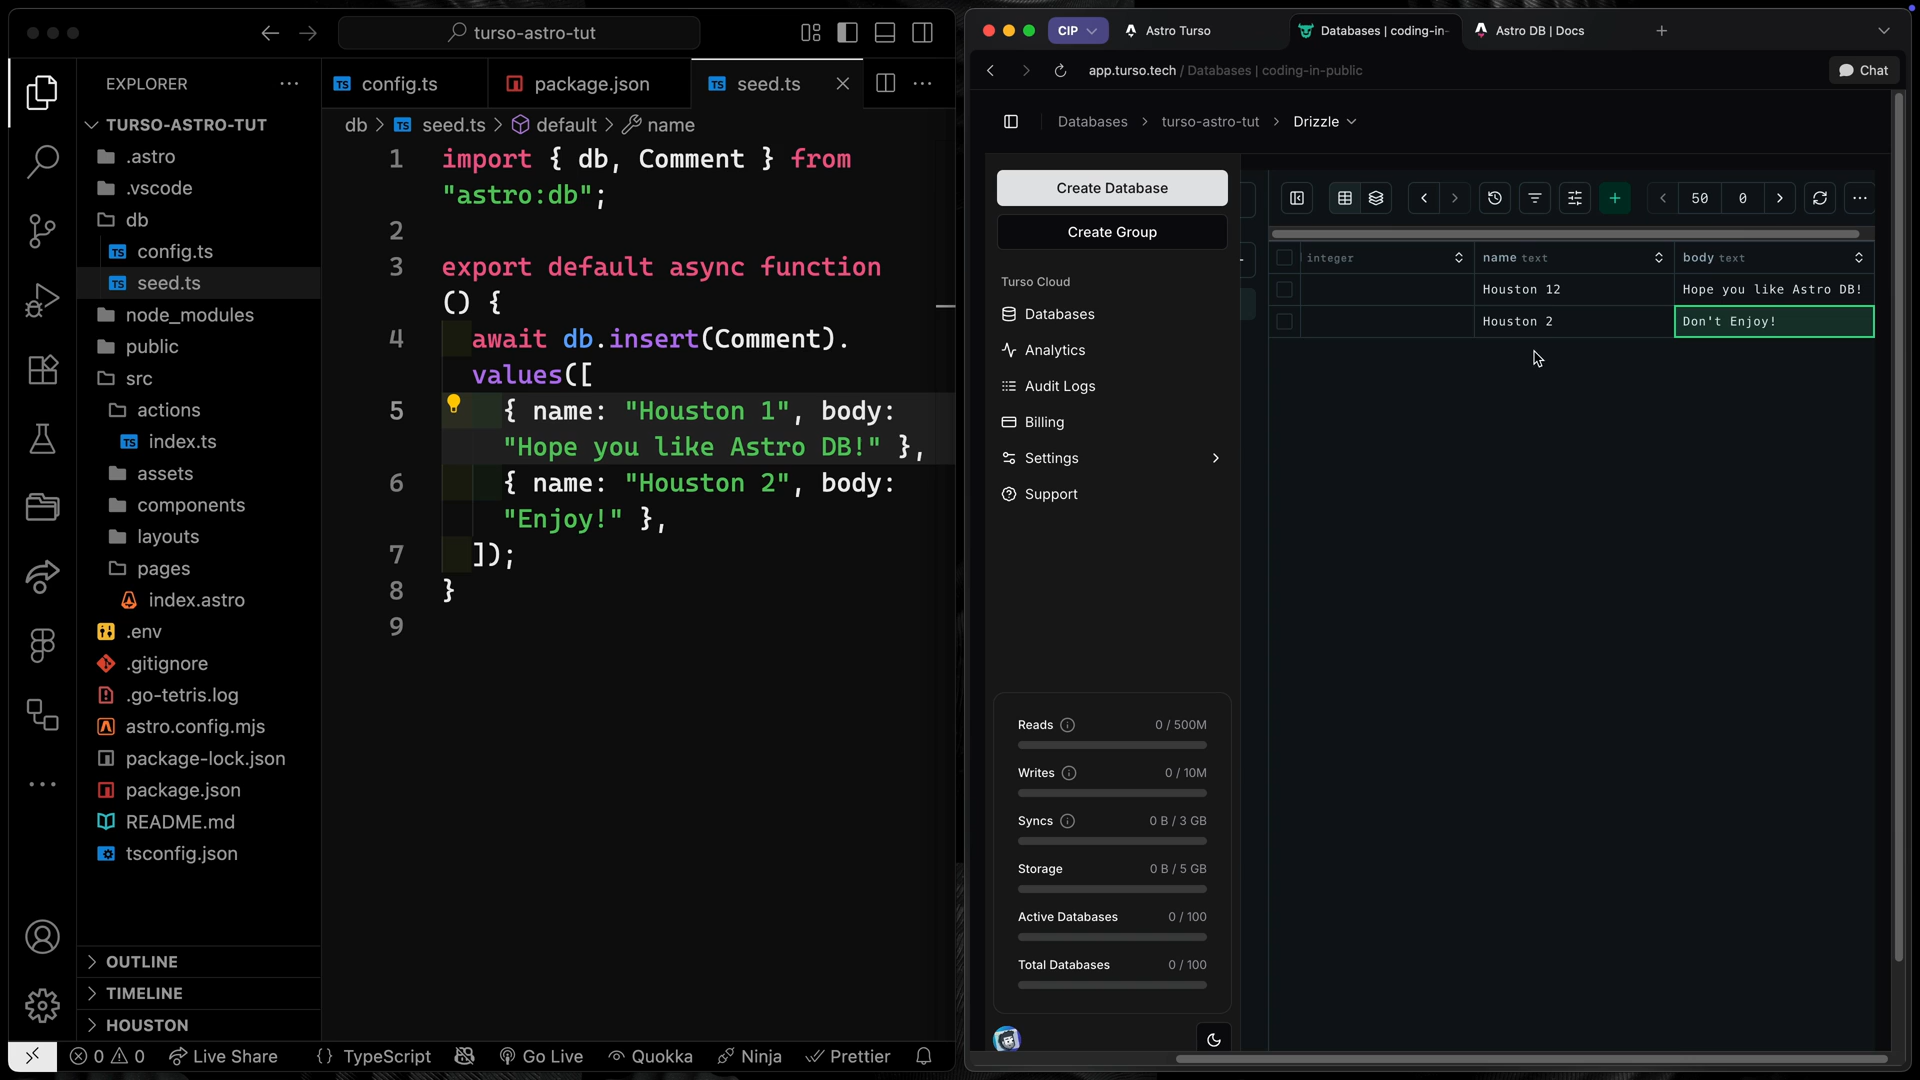 turso-astro-tut
EXPLORER
TURSO-ASTRO-TUT
.astro
.vscode
db
config.ts
seed.ts
node_modules
public
src
actions
index.ts
assets
components
layouts
pages
index.astro
.env
.gitignore
.go-tetris.log
astro.config.mjs
package-lock.json
package.json
README.md
tsconfig.json
OUTLINE
TIMELINE
HOUSTON
config.ts
package.json
seed.ts
db > seed.ts > default > name
1 import { db, Comment } from
"astro:db";
2
3 export default async function
() {
4 await db.insert(Comment).
values([
5 { name: "Houston 1", body:
"Hope you like Astro DB!" },
6 { name: "Houston 2", body:
"Enjoy!" },
7 ]);
8 }
9
0 0 Live Share {} TypeScript Go Live Quokka Ninja Prettier
CIP Astro Turso Databases | coding-in- Astro DB | Docs
app.turso.tech / Databases | coding-in-public Chat
Databases > turso-astro-tut > Drizzle
Create Database
Create Group
Turso Cloud
Databases
Analytics
Audit Logs
Billing
Settings
Support
Reads 0 / 500M
Writes 0 / 10M
Syncs 0 B / 3 GB
Storage 0 B / 5 GB
Active Databases 0 / 100
Total Databases 0 / 100
50 0
integer name text body text
Houston 12 Hope you like Astro DB!
Houston 2 Don't Enjoy!